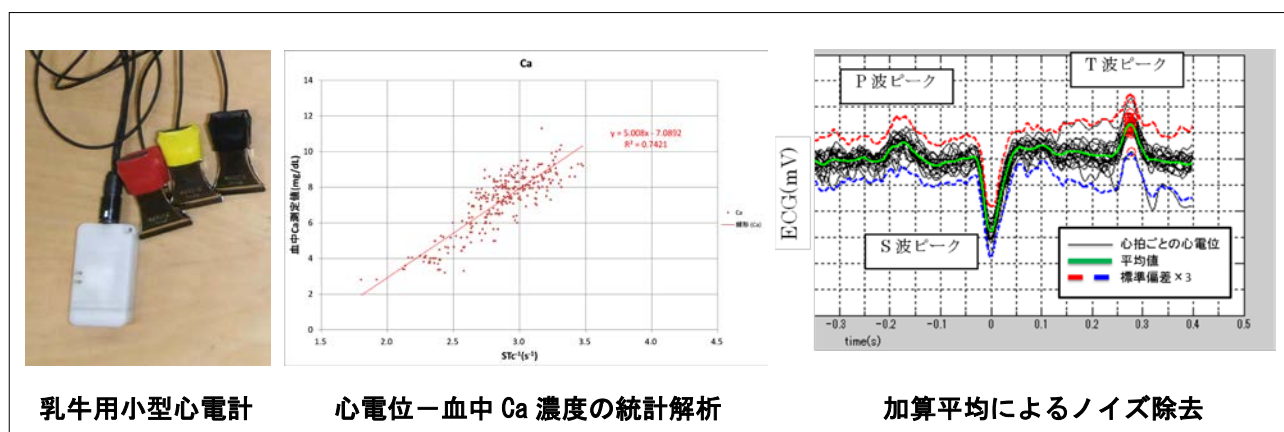 Ca
14
12
10
8
6
4
2
0
血中Ca測定値(mg/dL)
y = 5.008x - 7.0892
R² = 0.7421
Ca
線形 (Ca)
1.5 2.0 2.5 3.0 3.5 4.0 4.5
STc⁻¹(s⁻¹)
P 波ピーク
T 波ピーク
S 波ピーク
ECG(mV)
心拍ごとの心電位
平均値
標準偏差×3
-0.3 -0.2 -0.1 0 0.1 0.2 0.3 0.4 0.5
time(s)
乳牛用小型心電計
心電位－血中 Ca 濃度の統計解析
加算平均によるノイズ除去